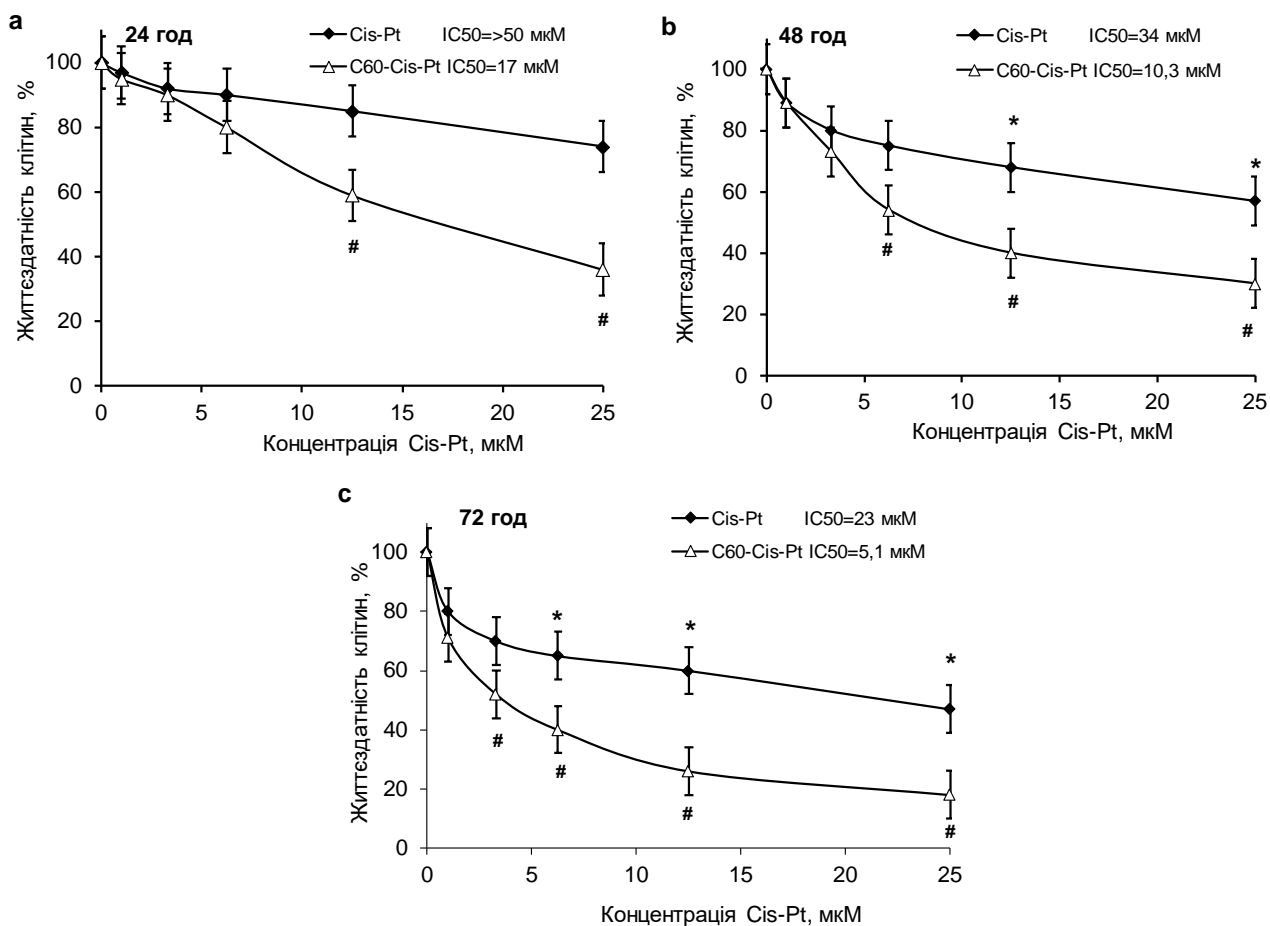 a
24 год
Cis-Pt IC50=>50 мкМ
C60-Cis-Pt IC50=17 мкМ
Життєздатність клітин, %
100
80
60
40
20
0
#
#
0 5 10 15 20 25
Концентрація Cis-Pt, мкМ
b
48 год
Cis-Pt IC50=34 мкМ
C60-Cis-Pt IC50=10,3 мкМ
Життєздатність клітин, %
100
80
60
40
20
0
*
*
#
#
#
0 5 10 15 20 25
Концентрація Cis-Pt, мкМ
c
72 год
Cis-Pt IC50=23 мкМ
C60-Cis-Pt IC50=5,1 мкМ
Життєздатність клітин, %
100
80
60
40
20
0
*
*
*
#
#
#
#
0 5 10 15 20 25
Концентрація Cis-Pt, мкМ